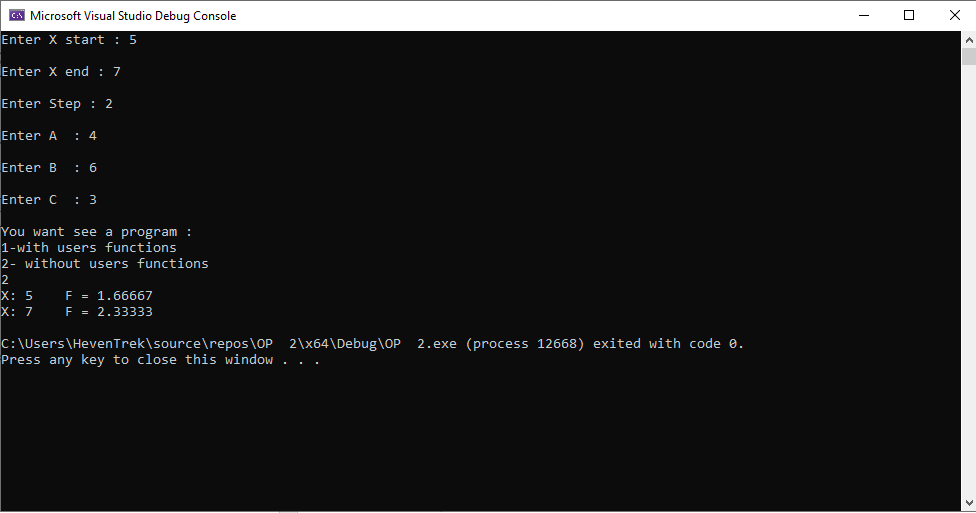 Microsoft Visual Studio Debug Console
Enter X start : 5
Enter X end : 7
Enter Step : 2
Enter A  : 4
Enter B  : 6
Enter C  : 3
You want see a program :
1-with users functions
2- without users functions
2
X: 5    F = 1.66667
X: 7    F = 2.33333
C:\Users\HevenTrek\source\repos\OP  2\x64\Debug\OP  2.exe (process 12668) exited with code 0.
Press any key to close this window . . .